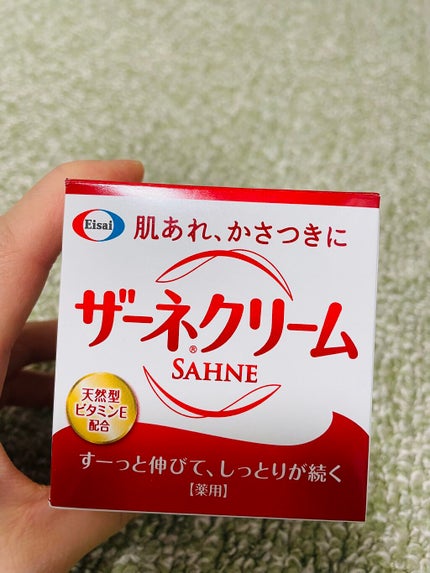 Eisai
肌あれ、かさつきに
ザーネ®クリーム
SAHNE
天然型
ビタミンE
配合
すーっと伸びて、しっとりが続く
【薬用】